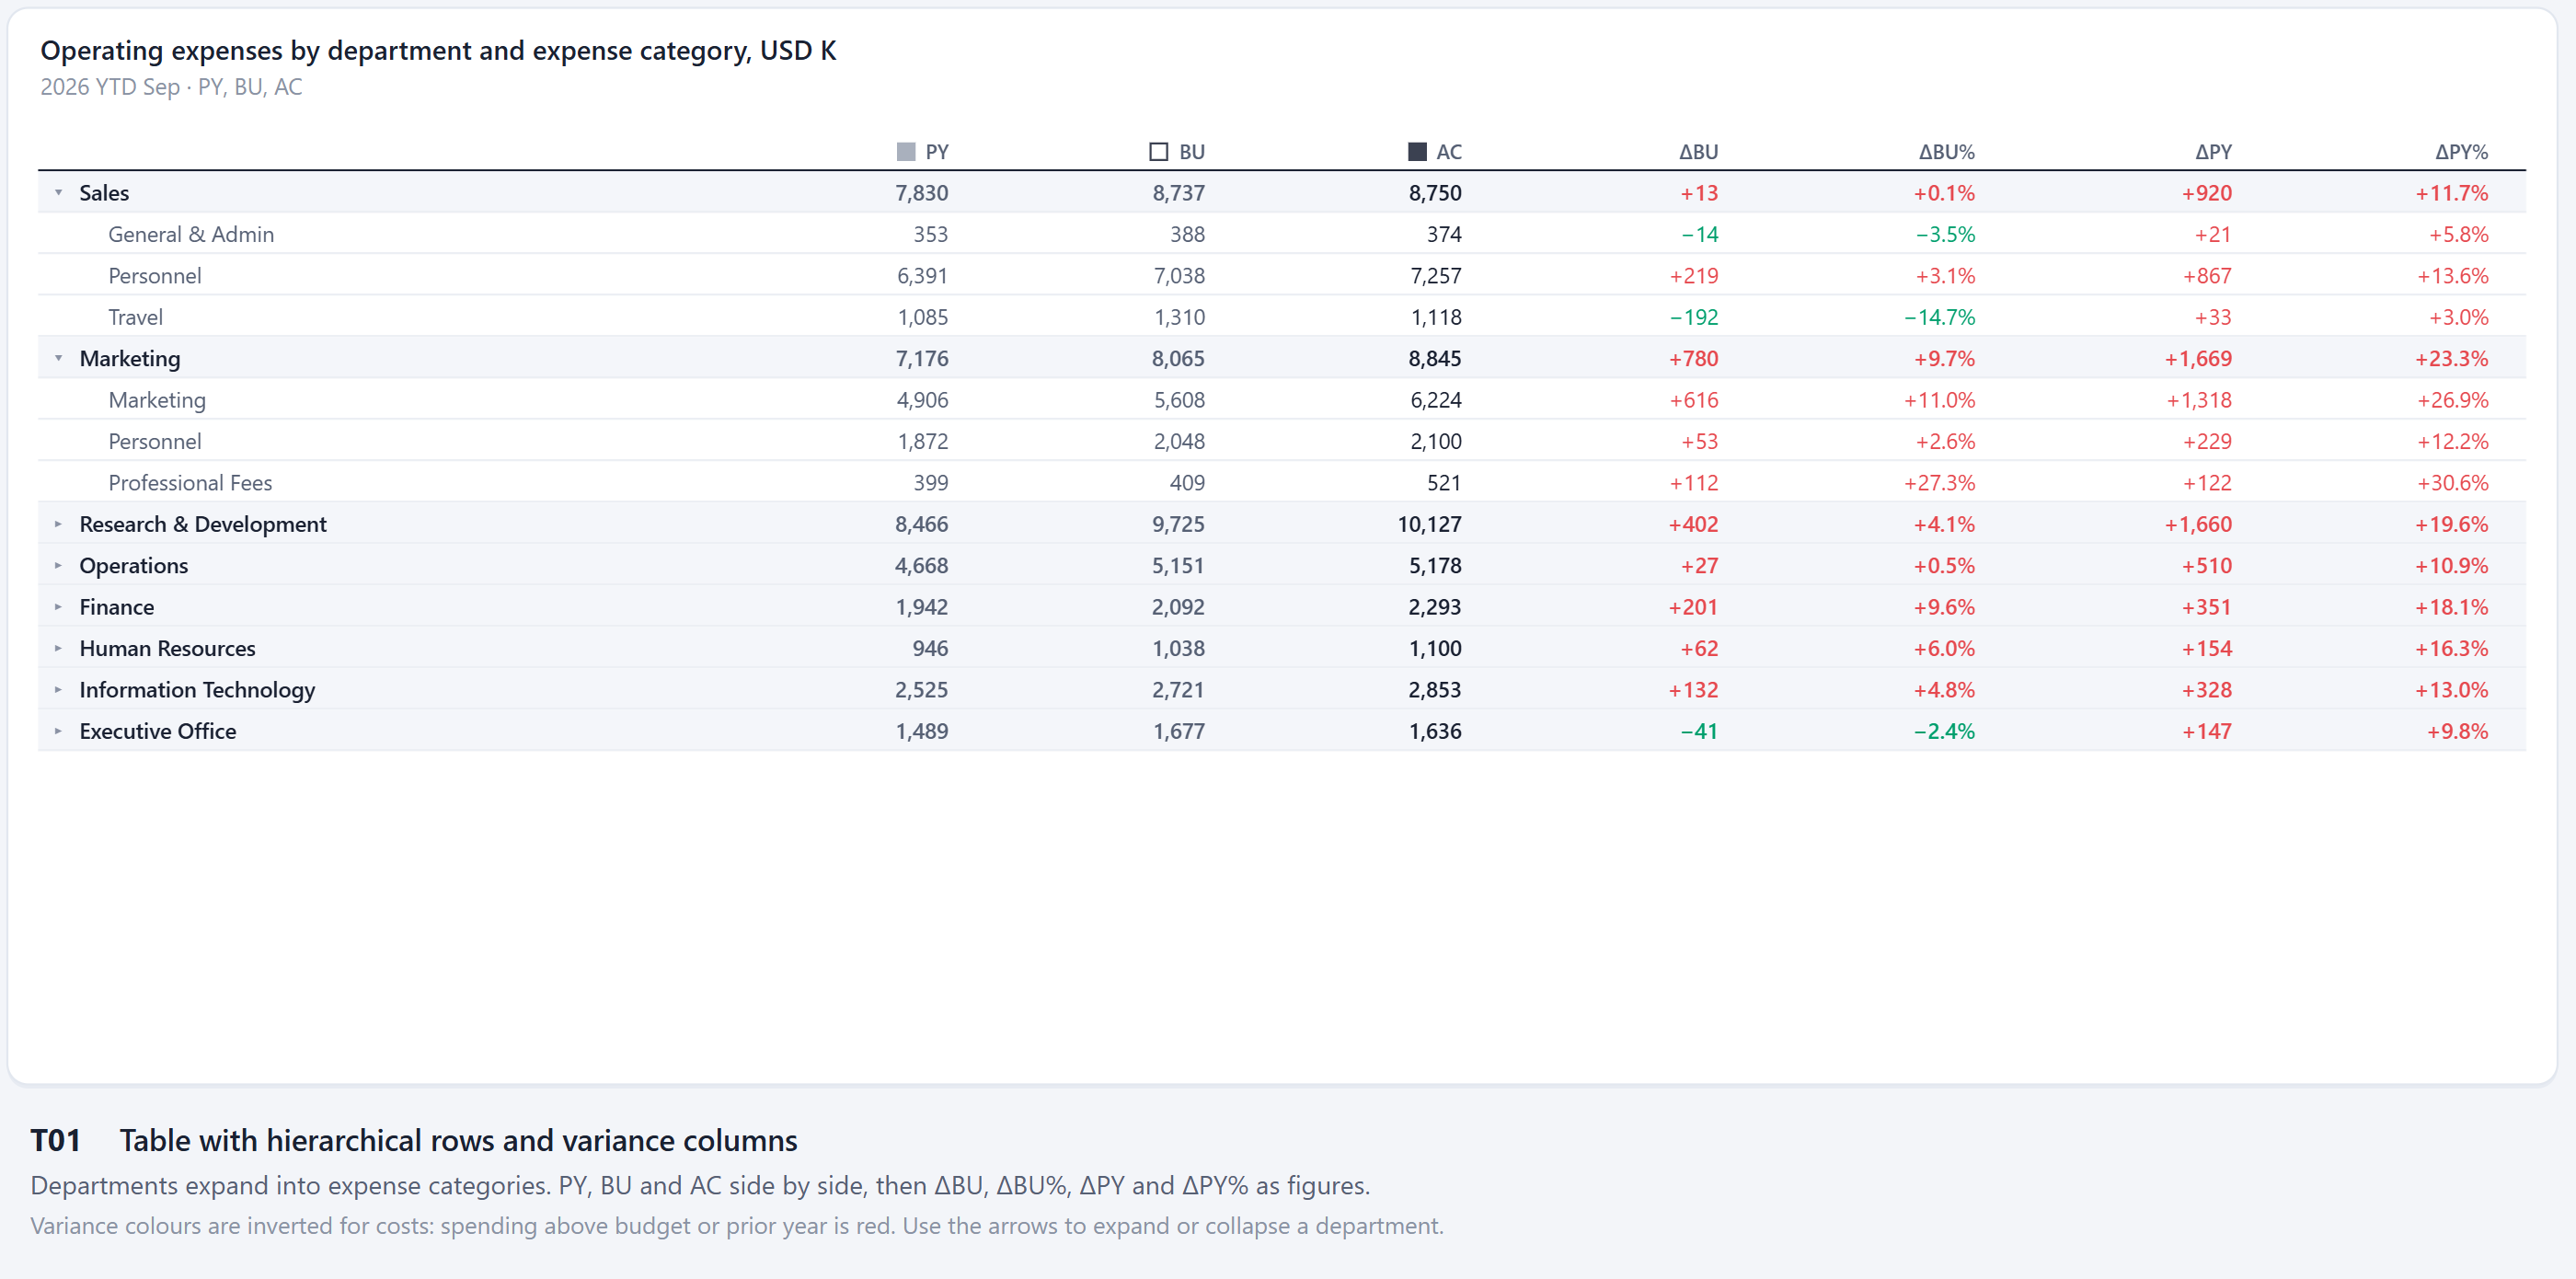 Operating expenses by department and expense category, USD K
2026 YTD Sep · PY, BU, AC
PY BU AC ΔBU ΔBU% ΔPY ΔPY%
Sales 7,830 8,737 8,750 +13 +0.1% +920 +11.7%
General & Admin 353 388 374 −14 −3.5% +21 +5.8%
Personnel 6,391 7,038 7,257 +219 +3.1% +867 +13.6%
Travel 1,085 1,310 1,118 −192 −14.7% +33 +3.0%
Marketing 7,176 8,065 8,845 +780 +9.7% +1,669 +23.3%
Marketing 4,906 5,608 6,224 +616 +11.0% +1,318 +26.9%
Personnel 1,872 2,048 2,100 +53 +2.6% +229 +12.2%
Professional Fees 399 409 521 +112 +27.3% +122 +30.6%
Research & Development 8,466 9,725 10,127 +402 +4.1% +1,660 +19.6%
Operations 4,668 5,151 5,178 +27 +0.5% +510 +10.9%
Finance 1,942 2,092 2,293 +201 +9.6% +351 +18.1%
Human Resources 946 1,038 1,100 +62 +6.0% +154 +16.3%
Information Technology 2,525 2,721 2,853 +132 +4.8% +328 +13.0%
Executive Office 1,489 1,677 1,636 −41 −2.4% +147 +9.8%
T01 Table with hierarchical rows and variance columns
Departments expand into expense categories. PY, BU and AC side by side, then ΔBU, ΔBU%, ΔPY and ΔPY% as figures.
Variance colours are inverted for costs: spending above budget or prior year is red. Use the arrows to expand or collapse a department.